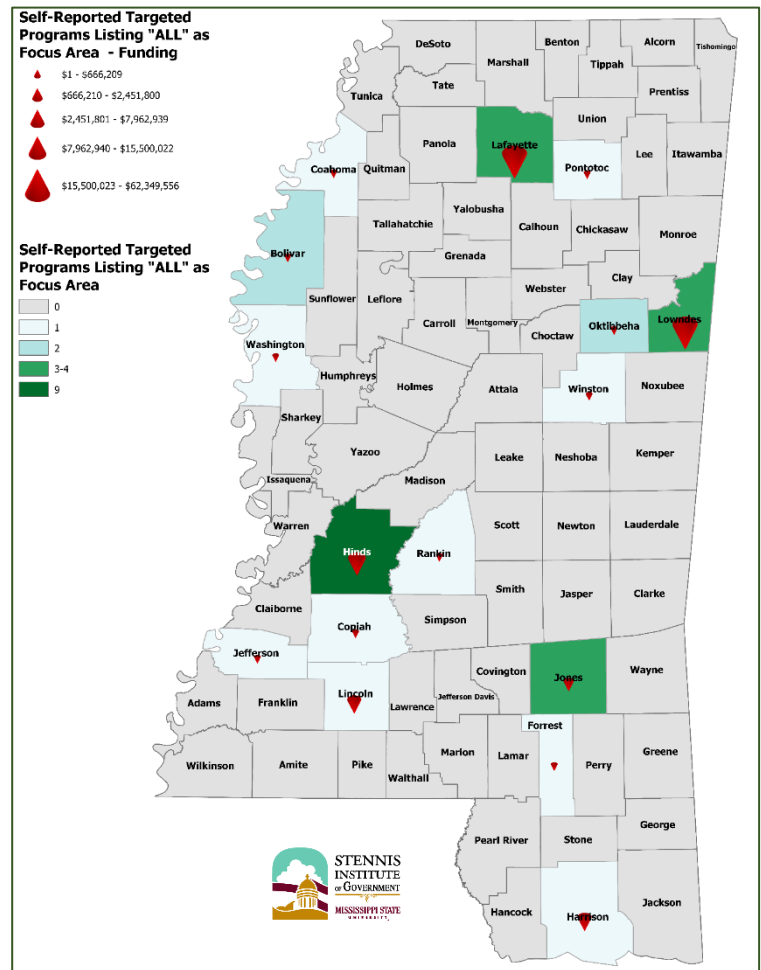 Self-Reported Targeted
Programs Listing "ALL" as
Focus Area - Funding
$1 - $666,209
$666,210 - $2,451,800
$2,451,801 - $7,962,939
$7,962,940 - $15,500,022
$15,500,023 - $62,349,556
Self-Reported Targeted
Programs Listing "ALL" as
Focus Area
0
1
2
3-4
9
DeSoto
Marshall
Benton
Tippah
Alcorn
Tishomingo
Tunica
Tate
Prentiss
Union
Panola
Lafayette
Pontotoc
Lee
Itawamba
Coahoma
Quitman
Yalobusha
Calhoun
Chickasaw
Monroe
Tallahatchie
Bolivar
Grenada
Clay
Sunflower
Leflore
Webster
Carroll
Montgomery
Choctaw
Oktibbeha
Lowndes
Washington
Humphreys
Holmes
Attala
Winston
Noxubee
Sharkey
Yazoo
Leake
Neshoba
Kemper
Issaquena
Madison
Warren
Hinds
Rankin
Scott
Newton
Lauderdale
Claiborne
Copiah
Simpson
Smith
Jasper
Clarke
Jefferson
Lincoln
Covington
Jones
Wayne
Adams
Franklin
Lawrence
Jefferson Davis
Forrest
Wilkinson
Amite
Pike
Walthall
Marion
Lamar
Perry
Greene
Pearl River
Stone
George
Hancock
Harrison
Jackson
STENNIS
INSTITUTE
OF GOVERNMENT
MISSISSIPPI STATE
UNIVERSITY